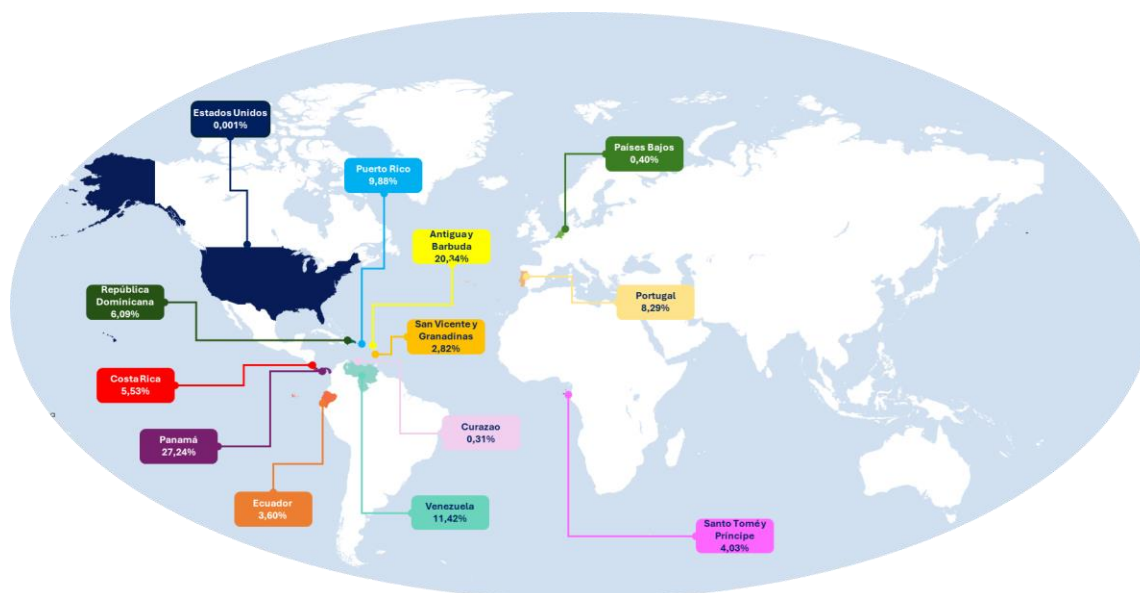 Estados Unidos
0,001%
Países Bajos
0,40%
Puerto Rico
9,88%
Antigua y
Barbuda
20,34%
República
Dominicana
6,09%
Portugal
8,29%
San Vicente y
Granadinas
2,82%
Costa Rica
5,53%
Panamá
27,24%
Curazao
0,31%
Ecuador
3,60%
Venezuela
11,42%
Santo Tomé y
Príncipe
4,03%